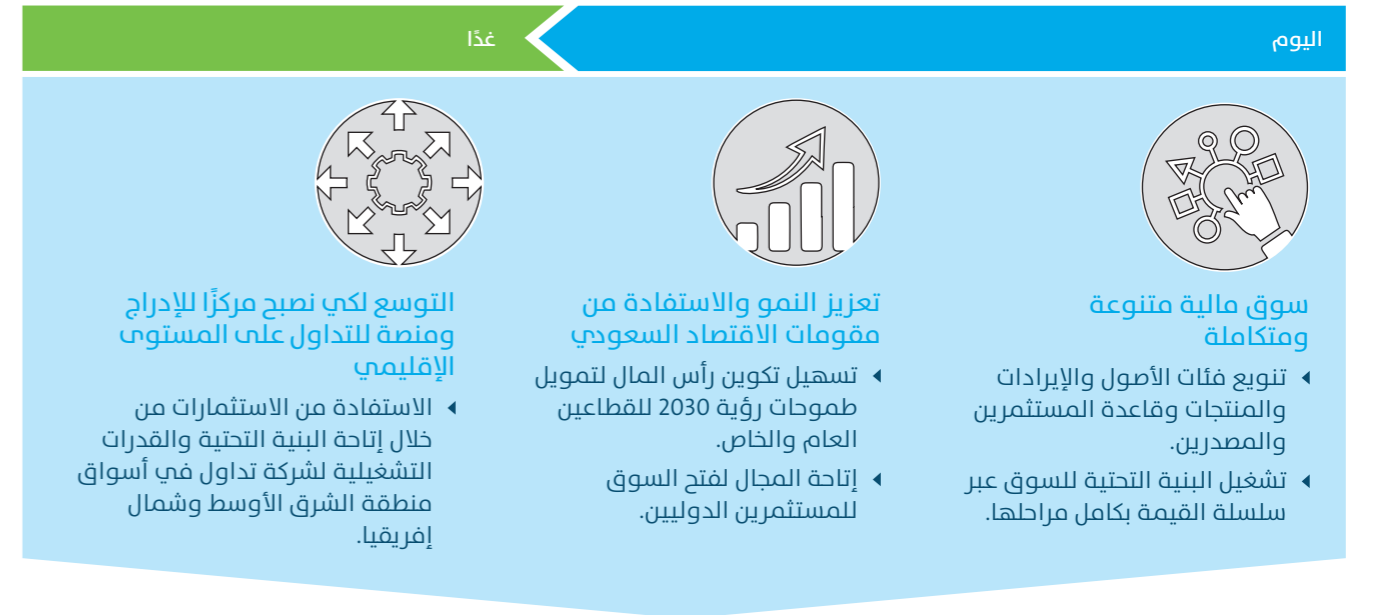 اليوم
غدًا
سوق مالية متنوعة
ومتكاملة
تنويع فئات الأصول والإيرادات
والمنتجات وقاعدة المستثمرين
والمصدرين.
تشغيل البنية التحتية للسوق عبر
سلسلة القيمة بكامل مراحلها.
تعزيز النمو والاستفادة من
مقومات الاقتصاد السعودي
تسهيل تكوين رأس المال لتمويل
طموحات رؤية 2030 للقطاعين
العام والخاص.
إتاحة المجال لفتح السوق
للمستثمرين الدوليين.
التوسع لكي نصبح مركزًا للإدراج
ومنصة للتداول على المستوى
الإقليمي
الاستفادة من الاستثمارات من
خلال إتاحة البنية التحتية والقدرات
التشغيلية لشركة تداول في أسواق
منطقة الشرق الأوسط وشمال
إفريقيا.